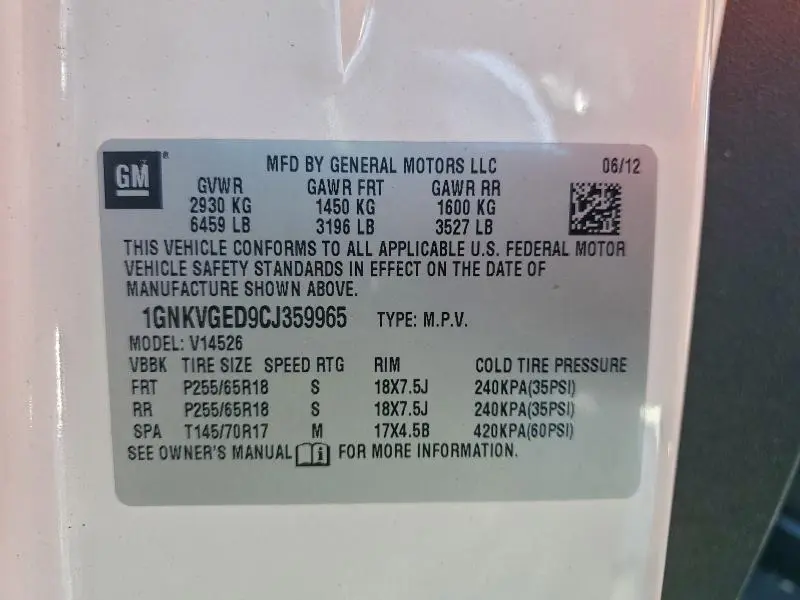 GM ® MFD BY GENERAL MOTORS LLC 06/12
GVWR GAWR FRT GAWR RR
2930 KG 1450 KG 1600 KG
6459 LB 3196 LB 3527 LB
THIS VEHICLE CONFORMS TO ALL APPLICABLE U.S. FEDERAL MOTOR
VEHICLE SAFETY STANDARDS IN EFFECT ON THE DATE OF
MANUFACTURE SHOWN ABOVE.
1GNKVGED9CJ359965 TYPE: M.P.V.
MODEL: V14526
VBBK TIRE SIZE SPEED RTG RIM COLD TIRE PRESSURE
FRT P255/65R18 S 18X7.5J 240KPA(35PSI)
RR P255/65R18 S 18X7.5J 240KPA(35PSI)
SPA T145/70R17 M 17X4.5B 420KPA(60PSI)
SEE OWNER'S MANUAL i FOR MORE INFORMATION.